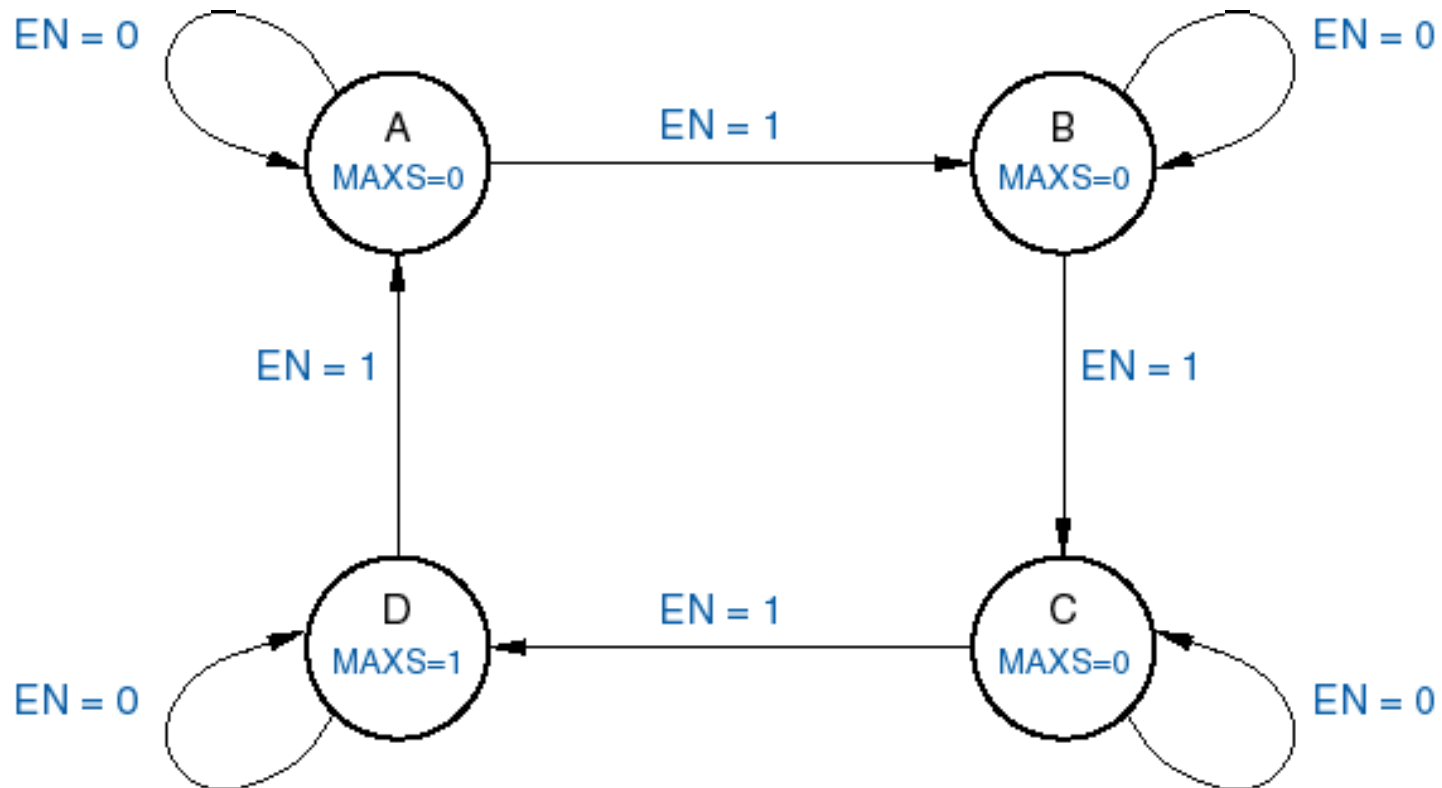 EN = 0
EN = 0
A
MAXS=0
EN = 1
B
MAXS=0
EN = 1
EN = 1
D
MAXS=1
EN = 1
C
MAXS=0
EN = 0
EN = 0